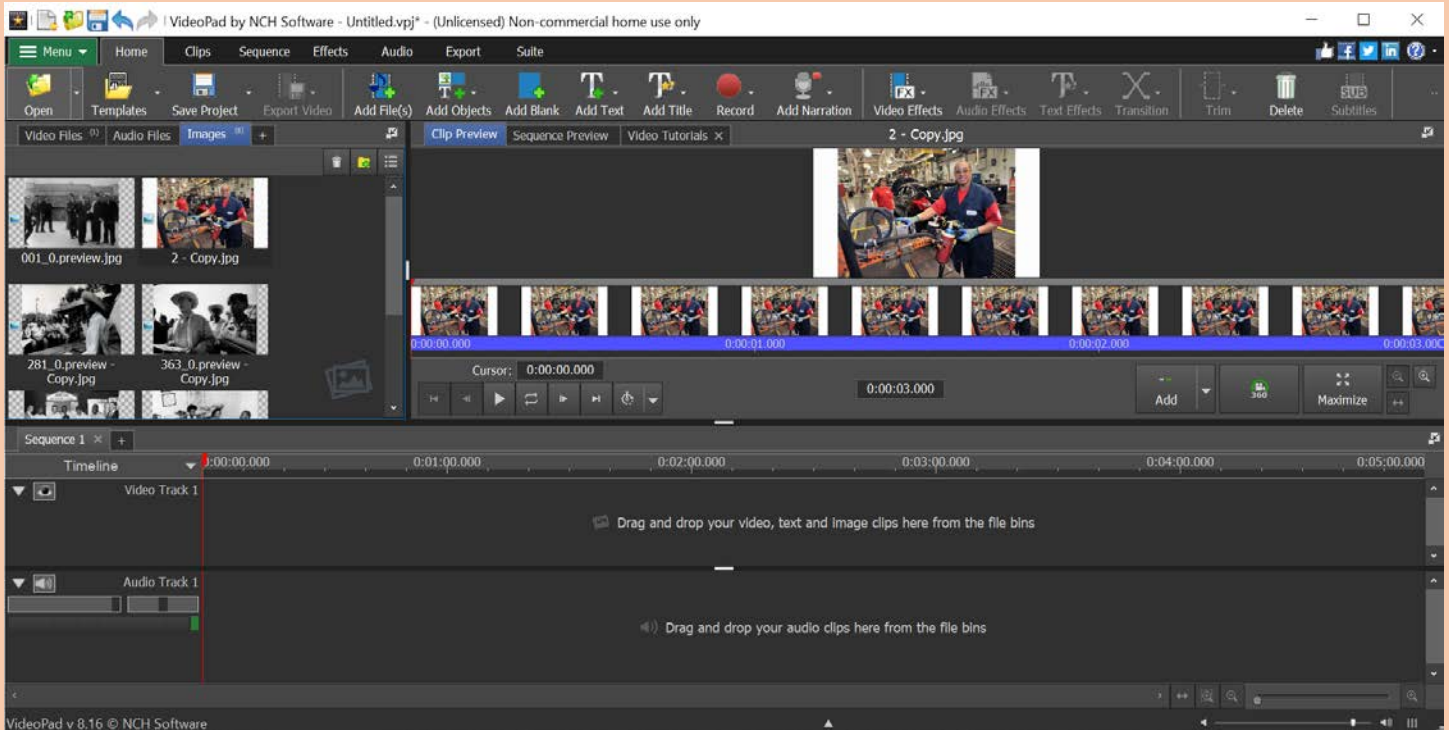 VideoPad by NCH Software - Untitled.vpj* - (Unlicensed) Non-commercial home use only
Menu Home Clips Sequence Effects Audio Export Suite
Open Templates Save Project Export Video Add File(s) Add Objects Add Blank Add Text Add Title Record Add Narration Video Effects Audio Effects Text Effects Transition Trim Delete Subtitles
Video Files (1) Audio Files Images + Clip Preview Sequence Preview Video Tutorials × 2 - Copy.jpg
001_0.preview.jpg 2 - Copy.jpg
281_0.preview - Copy.jpg
363_0.preview - Copy.jpg
0:00:00.000 0:00:01.000 0:00:02.000
Cursor: 0:00:00.000
0:00:03.000
Add 360 Maximize
Sequence 1 × +
Timeline 0:00:00.000 0:01:00.000 0:02:00.000 0:03:00.000 0:04:00.000 0:05:00.000
Video Track 1
Drag and drop your video, text and image clips here from the file bins
Audio Track 1
Drag and drop your audio clips here from the file bins
VideoPad v 8.16 © NCH Software